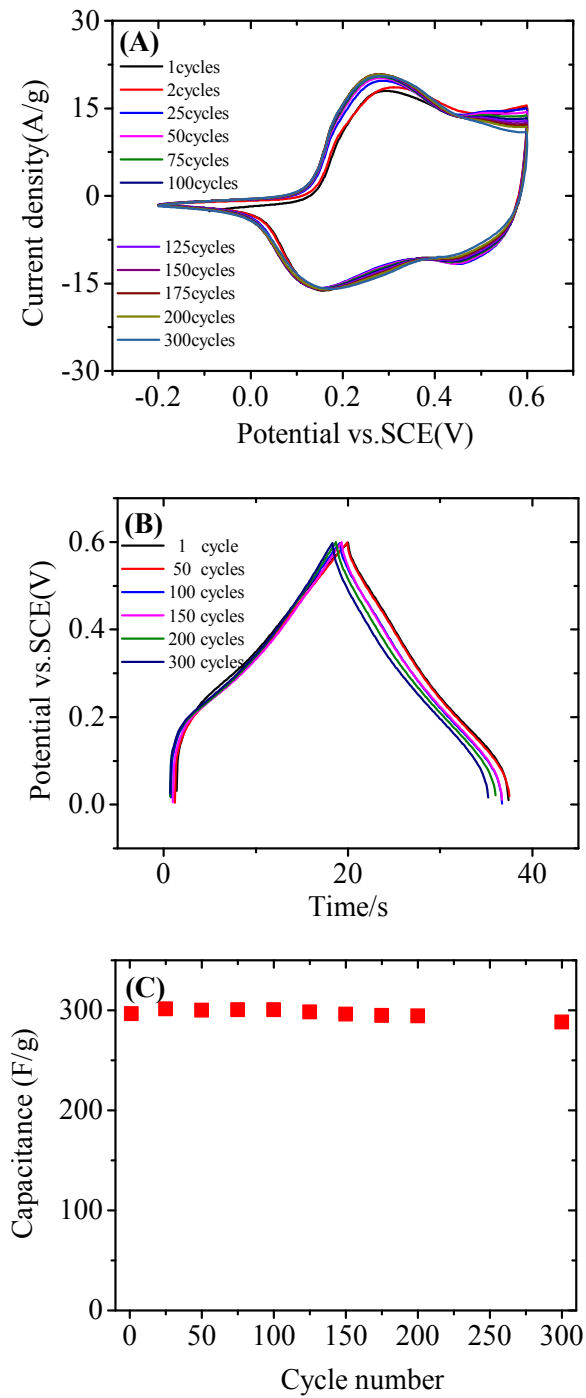 (A)
30
15
0
-15
-30
Current density(A/g)
1cycles
2cycles
25cycles
50cycles
75cycles
100cycles
125cycles
150cycles
175cycles
200cycles
300cycles
-0.2 0.0 0.2 0.4 0.6
Potential vs.SCE(V)
(B)
0.6
0.4
0.2
0.0
Potential vs.SCE(V)
1 cycle
50 cycles
100 cycles
150 cycles
200 cycles
300 cycles
0 20 40
Time/s
(C)
300
200
100
0
Capacitance (F/g)
0 50 100 150 200 250 300
Cycle number